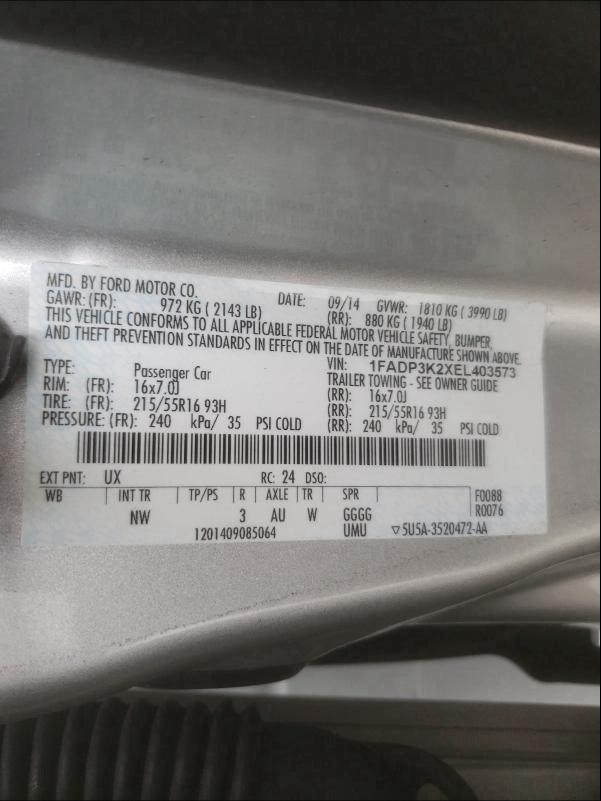 MFD. BY FORD MOTOR CO. DATE: 09/14 GVWR: 1810 KG ( 3990 LB)
GAWR: (FR): 972 KG ( 2143 LB) (RR): 880 KG ( 1940 LB)
THIS VEHICLE CONFORMS TO ALL APPLICABLE FEDERAL MOTOR VEHICLE SAFETY, BUMPER,
AND THEFT PREVENTION STANDARDS IN EFFECT ON THE DATE OF MANUFACTURE SHOWN ABOVE.
VIN: 1FADP3K2XEL403573
TYPE: Passenger Car TRAILER TOWING - SEE OWNER GUIDE
RIM: (FR): 16x7.0J (RR): 16x7.0J
TIRE: (FR): 215/55R16 93H (RR): 215/55R16 93H
PRESSURE: (FR): 240 kPa/ 35 PSI COLD (RR): 240 kPa/ 35 PSI COLD
EXT PNT: UX RC: 24 DSO:
WB INT TR TP/PS R AXLE TR SPR F0088
NW 3 AU W GGGG R0076
1201409085064 UMU ▽5U5A-3520472-AA